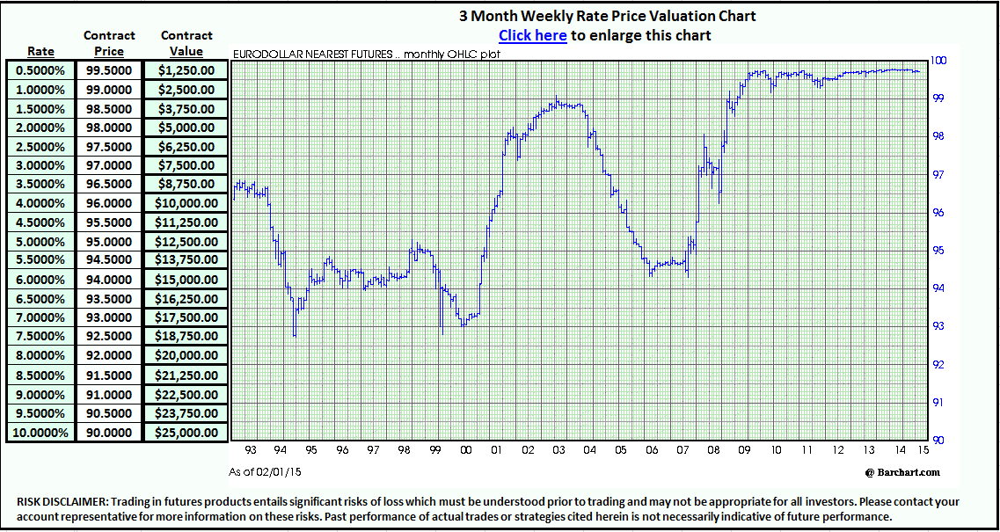 3 Month Weekly Rate Price Valuation Chart
Click here to enlarge this chart
Rate Contract Price Contract Value
0.5000% 99.5000 $1,250.00
1.0000% 99.0000 $2,500.00
1.5000% 98.5000 $3,750.00
2.0000% 98.0000 $5,000.00
2.5000% 97.5000 $6,250.00
3.0000% 97.0000 $7,500.00
3.5000% 96.5000 $8,750.00
4.0000% 96.0000 $10,000.00
4.5000% 95.5000 $11,250.00
5.0000% 95.0000 $12,500.00
5.5000% 94.5000 $13,750.00
6.0000% 94.0000 $15,000.00
6.5000% 93.5000 $16,250.00
7.0000% 93.0000 $17,500.00
7.5000% 92.5000 $18,750.00
8.0000% 92.0000 $20,000.00
8.5000% 91.5000 $21,250.00
9.0000% 91.0000 $22,500.00
9.5000% 90.5000 $23,750.00
10.0000% 90.0000 $25,000.00
EURODOLLAR NEAREST FUTURES .. monthly OHLC plot
100
99
98
97
96
95
94
93
92
91
90
93 94 95 96 97 98 99 00 01 02 03 04 05 06 07 08 09 10 11 12 13 14 15
As of 02/01/15
@ Barchart.com
RISK DISCLAIMER: Trading in futures products entails significant risks of loss which must be understood prior to trading and may not be appropriate for all investors. Please contact your
account representative for more information on these risks. Past performance of actual trades or strategies cited herein is not necessarily indicative of future performance.